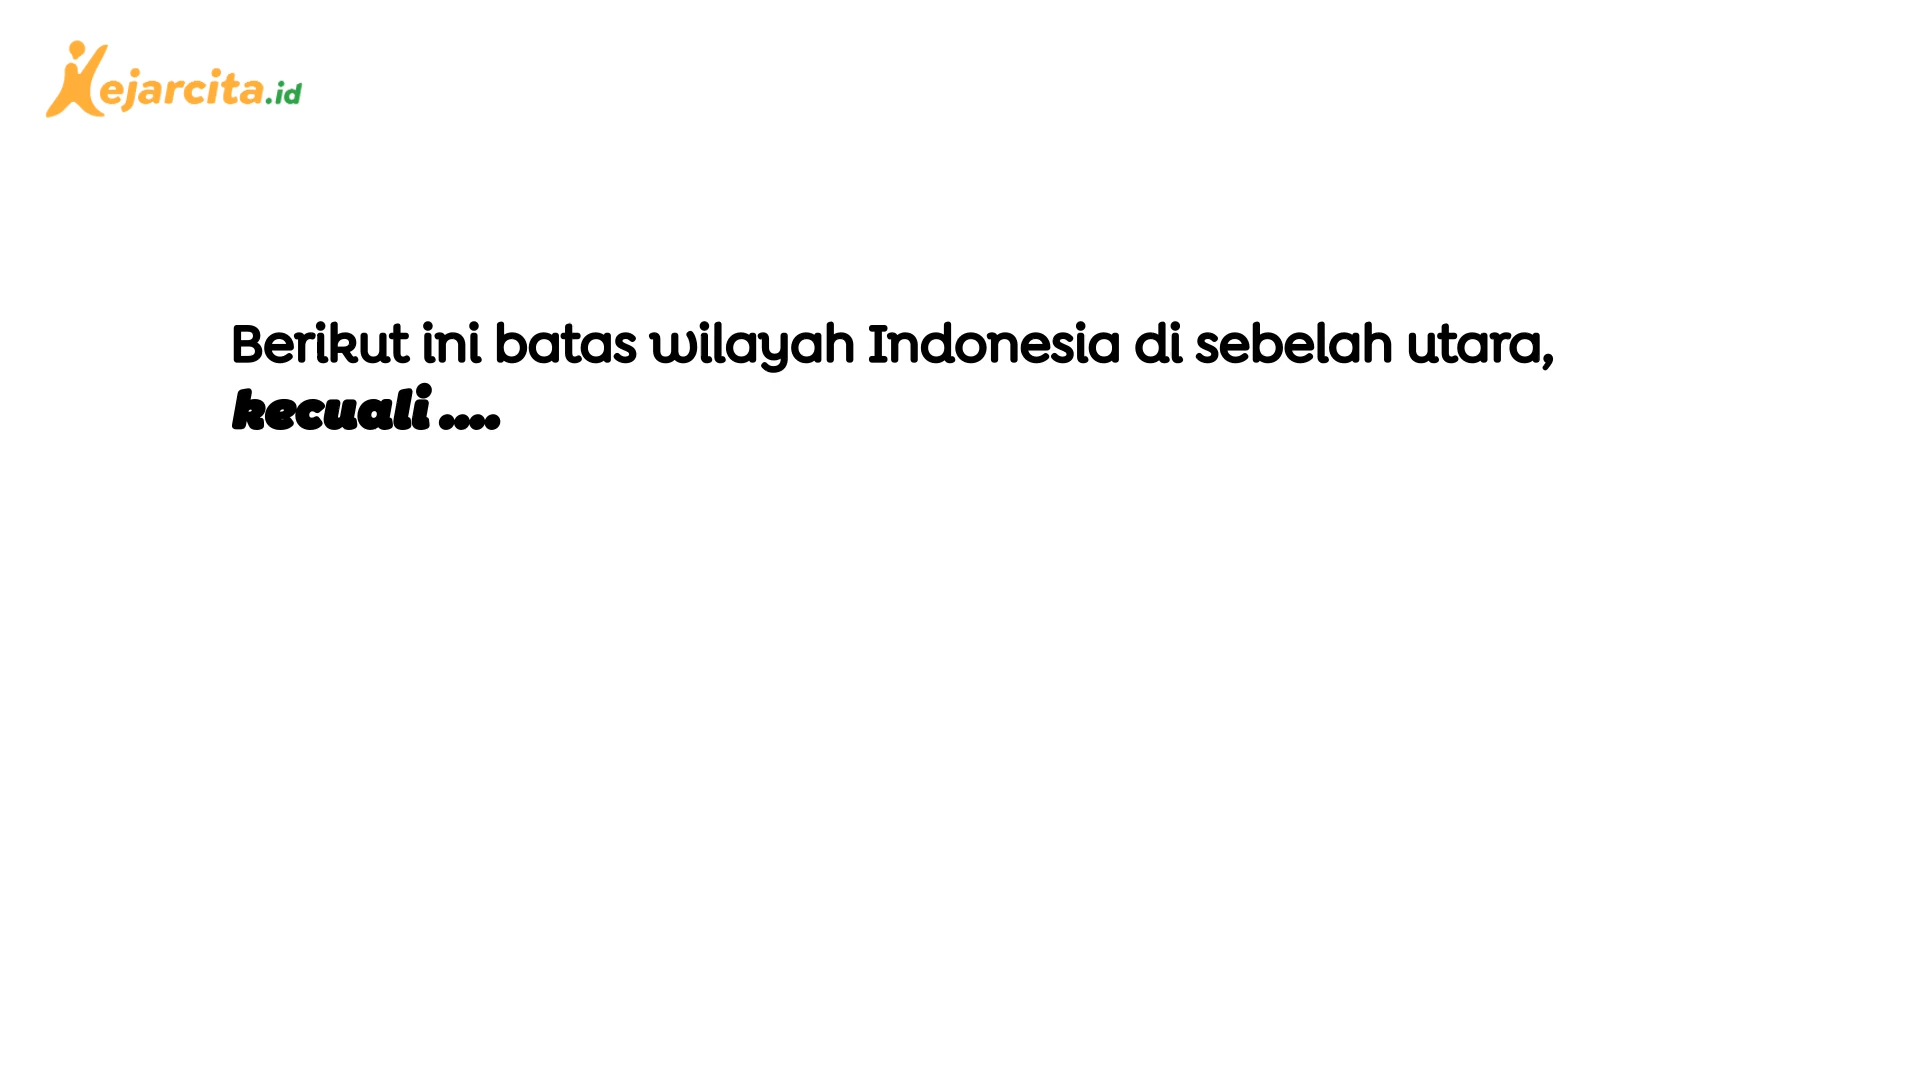 Kejarcita.id
Berikut ini batas wilayah Indonesia di sebelah utara,
kecuali ....